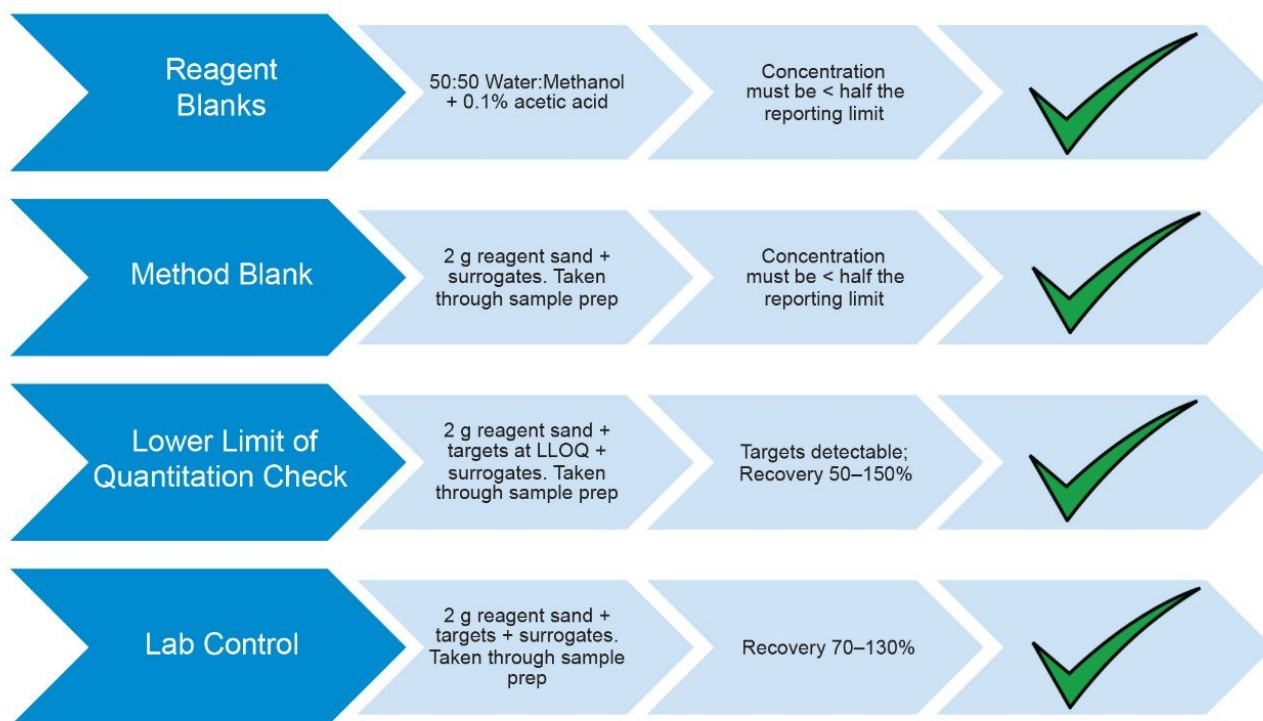 Reagent
Blanks
50:50 Water:Methanol
+ 0.1% acetic acid
Concentration
must be < half the
reporting limit
Method Blank
2 g reagent sand +
surrogates. Taken
through sample prep
Concentration
must be < half the
reporting limit
Lower Limit of
Quantitation Check
2 g reagent sand +
targets at LLOQ +
surrogates. Taken
through sample prep
Targets detectable;
Recovery 50–150%
Lab Control
2 g reagent sand +
targets + surrogates.
Taken through sample
prep
Recovery 70–130%